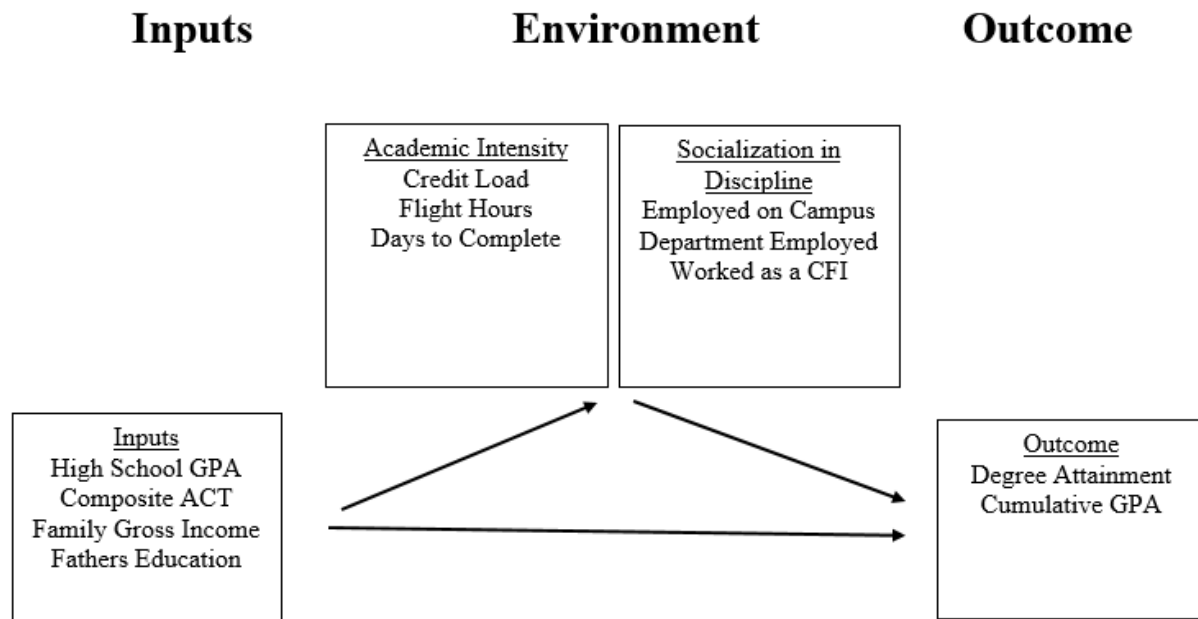 Inputs
Environment
Outcome
Academic Intensity
Credit Load
Flight Hours
Days to Complete
Socialization in
Discipline
Employed on Campus
Department Employed
Worked as a CFI
Inputs
High School GPA
Composite ACT
Family Gross Income
Fathers Education
Outcome
Degree Attainment
Cumulative GPA